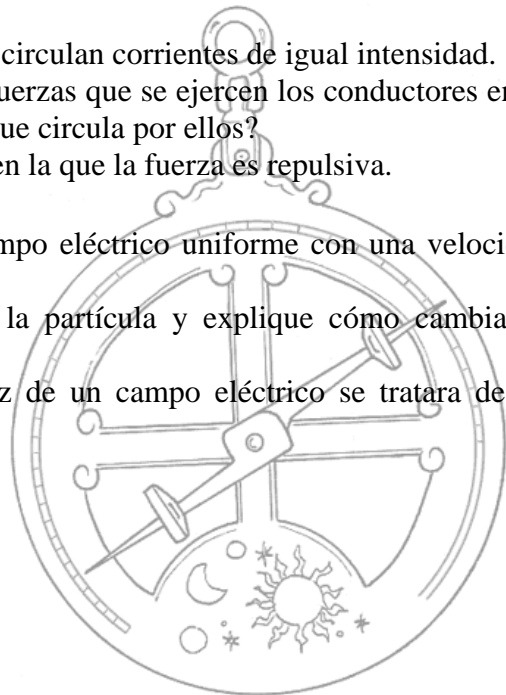 circulan corrientes de igual intensidad.
uerzas que se ejercen los conductores
ue circula por ellos?
en la que la fuerza es repulsiva.
mpo eléctrico uniforme con una
la partícula y explique cómo cambia
de un campo eléctrico se tratara de